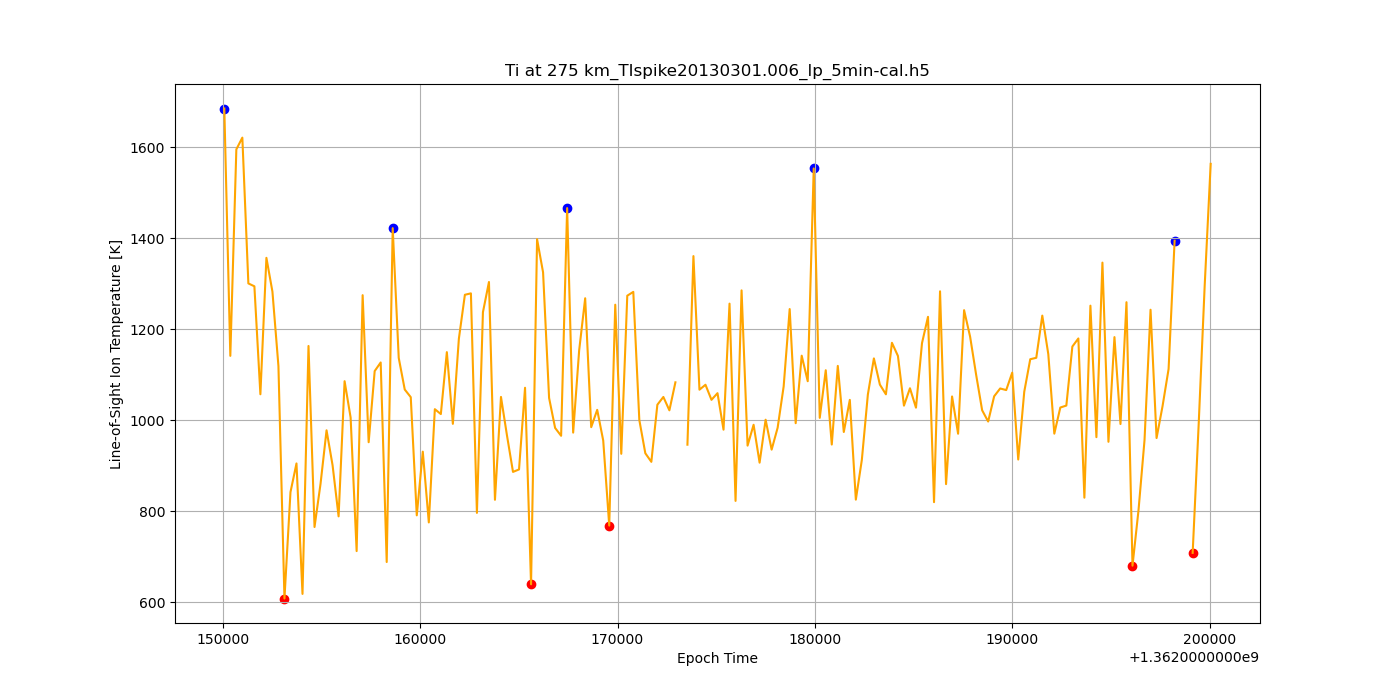 Ti at 275 km_TIspike20130301.006_lp_5min-cal.h5
Line-of-Sight Ion Temperature [K]
1600
1400
1200
1000
800
600
150000 160000 170000 180000 190000 200000
Epoch Time
+1.3620000000e9